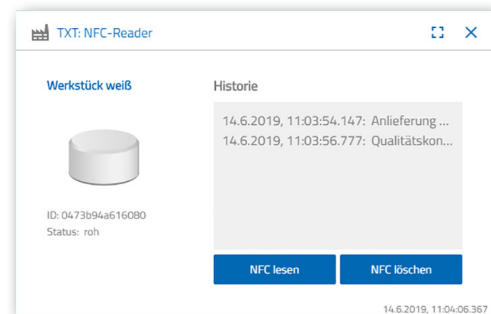 TXT: NFC-Reader
Werkstück weiß
Historie
14.6.2019, 11:03:54.147: Anlieferung ...
14.6.2019, 11:03:56.777: Qualitätskon...
ID: 0473b94a616080
Status: roh
NFC lesen
NFC löschen
14.6.2019, 11:04:06.367